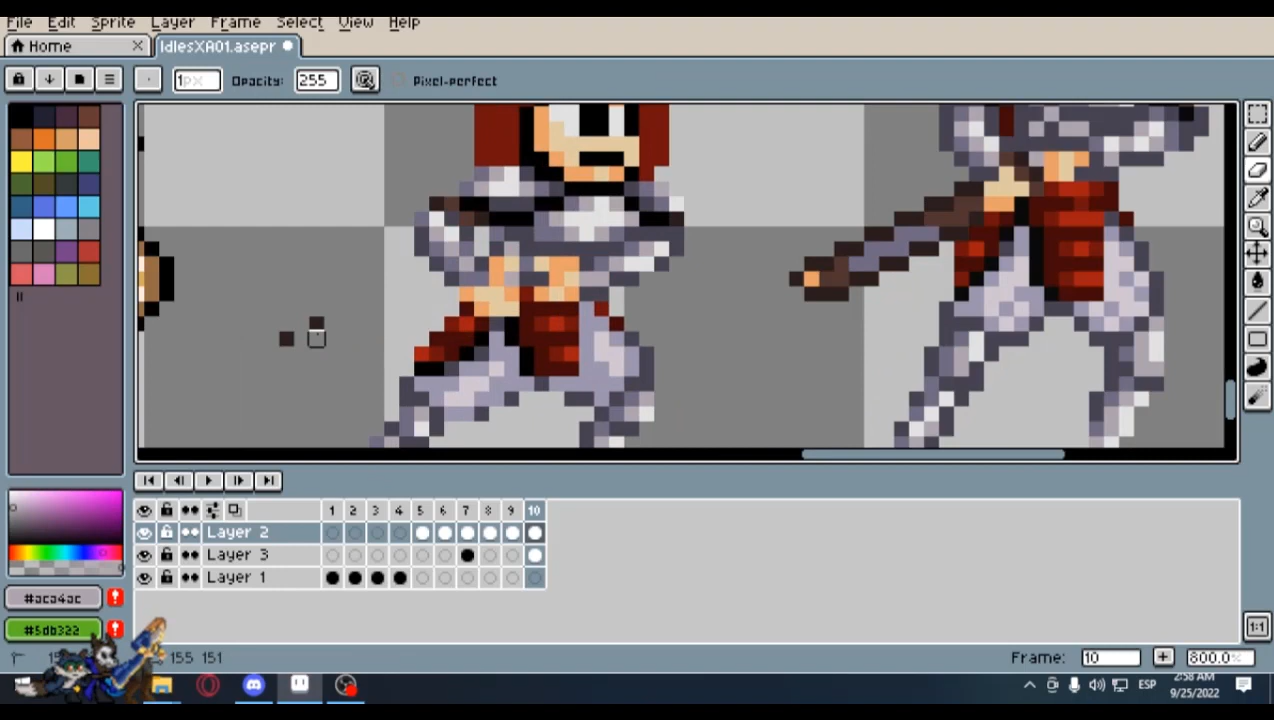 File Edit Sprite Layer Frame Select View Help
Home IdlesXA01.asepr
1px Opacity: 255 Pixel-perfect
1 2 3 4 5 6 7 8 9 10
Layer 2
Layer 3
Layer 1
#aca4ac
#5db322
155 151 Frame: 10 800.0%
1:1
ESP 2:58 AM
9/25/2022